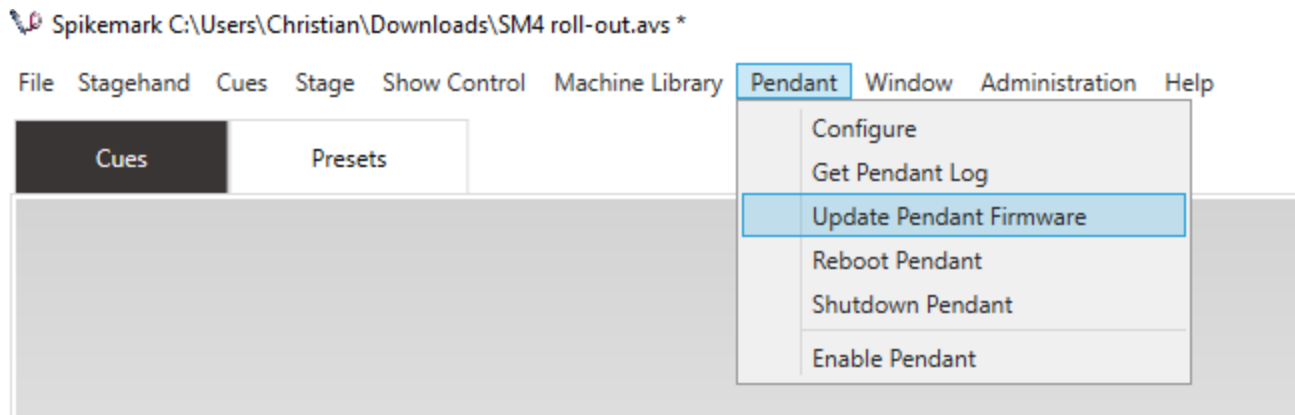 Spikemark C:\Users\Christian\Downloads\SM4 roll-out.avs *
File Stagehand Cues Stage Show Control Machine Library Pendant Window Administration Help
Cues Presets
Configure
Get Pendant Log
Update Pendant Firmware
Reboot Pendant
Shutdown Pendant
Enable Pendant